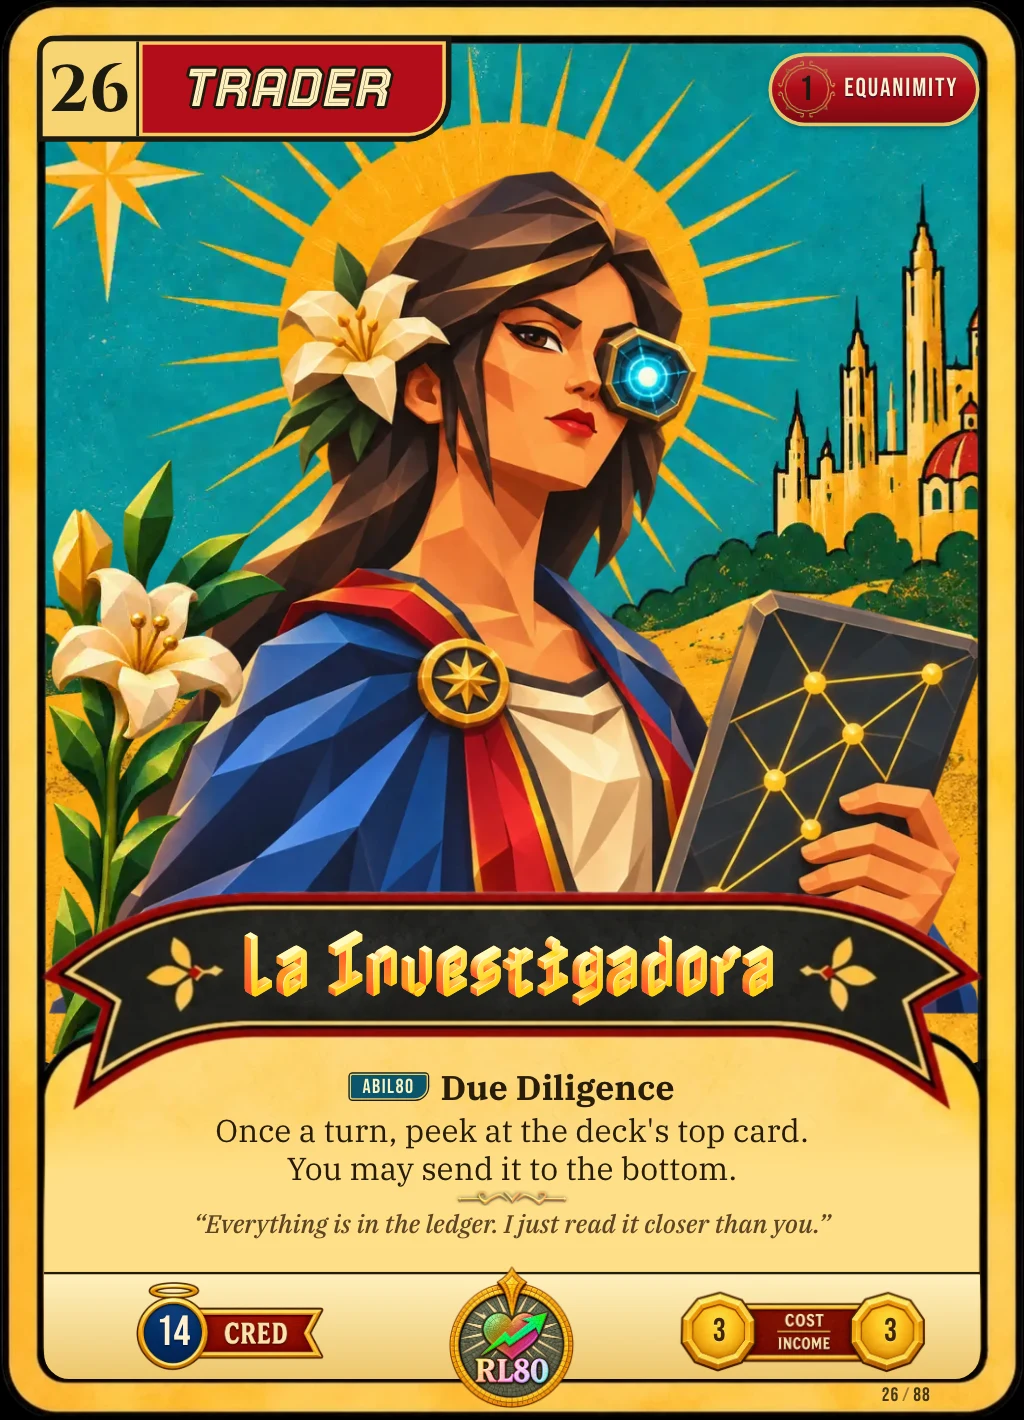 26 TRADER
1 EQUANIMITY
La Investigadora
ABIL80 Due Diligence
Once a turn, peek at the deck's top card.
You may send it to the bottom.
“Everything is in the ledger. I just read it closer than you.”
14 CRED
RL80
3 COST 3
INCOME
26 / 88